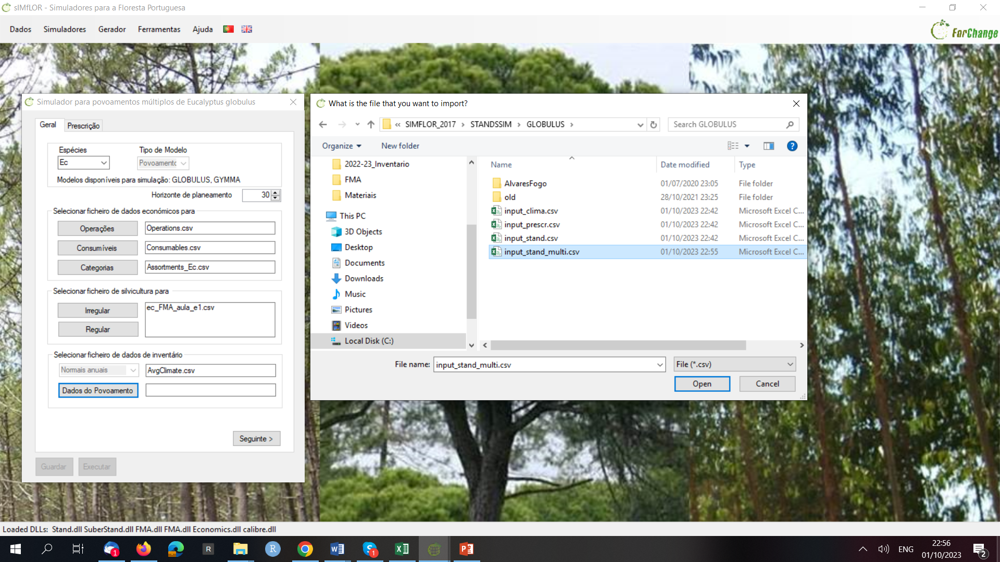 sIMfLOR - Simuladores para a Floresta Portuguesa
Dados Simuladores Gerador Ferramentas Ajuda
ForChange
Simulador para povoamentos múltiplos de Eucalyptus globulus
Geral Prescrição
Espécies Tipo de Modelo
Ec Povoamento
Modelos disponíveis para simulação: GLOBULUS, GYMMA
Horizonte de planeamento 30
Selecionar ficheiro de dados económicos para
Operações Operations.csv
Consumíveis Consumables.csv
Categorias Assortments_Ec.csv
Selecionar ficheiro de silvicultura para
Irregular ec_FMA_aula_e1.csv
Regular
Selecionar ficheiro de dados de inventário
Normais anuais AvgClimate.csv
Dados do Povoamento
Seguinte >
Guardar Executar
What is the file that you want to import?
« SIMFLOR_2017 › STANDSSIM › GLOBULUS ›
Search GLOBULUS
Organize New folder
2022-23_Inventario
FMA
Materiais
This PC
3D Objects
Desktop
Documents
Downloads
Music
Pictures
Videos
Local Disk (C:)
Name Date modified Type
AlvaresFogo 01/07/2020 23:05 File folder
old 28/10/2021 23:25 File folder
input_clima.csv 01/10/2023 22:42 Microsoft Excel C...
input_prescr.csv 01/10/2023 22:42 Microsoft Excel C...
input_stand.csv 01/10/2023 22:42 Microsoft Excel C...
input_stand_multi.csv 01/10/2023 22:55 Microsoft Excel C...
File name: input_stand_multi.csv File (*.csv)
Open Cancel
Loaded DLLs: Stand.dll SuberStand.dll FMA.dll FMA.dll Economics.dll calibre.dll
ENG
22:56
01/10/2023
2